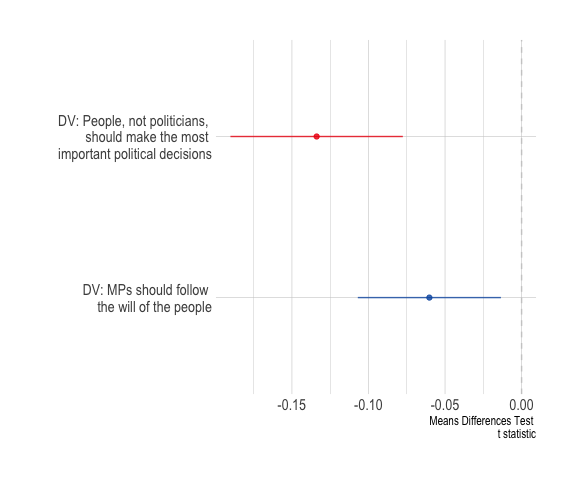 DV: People, not politicians,
should make the most
important political decisions
DV: MPs should follow
the will of the people
-0.15 -0.10 -0.05 0.00
Means Differences Test
t statistic